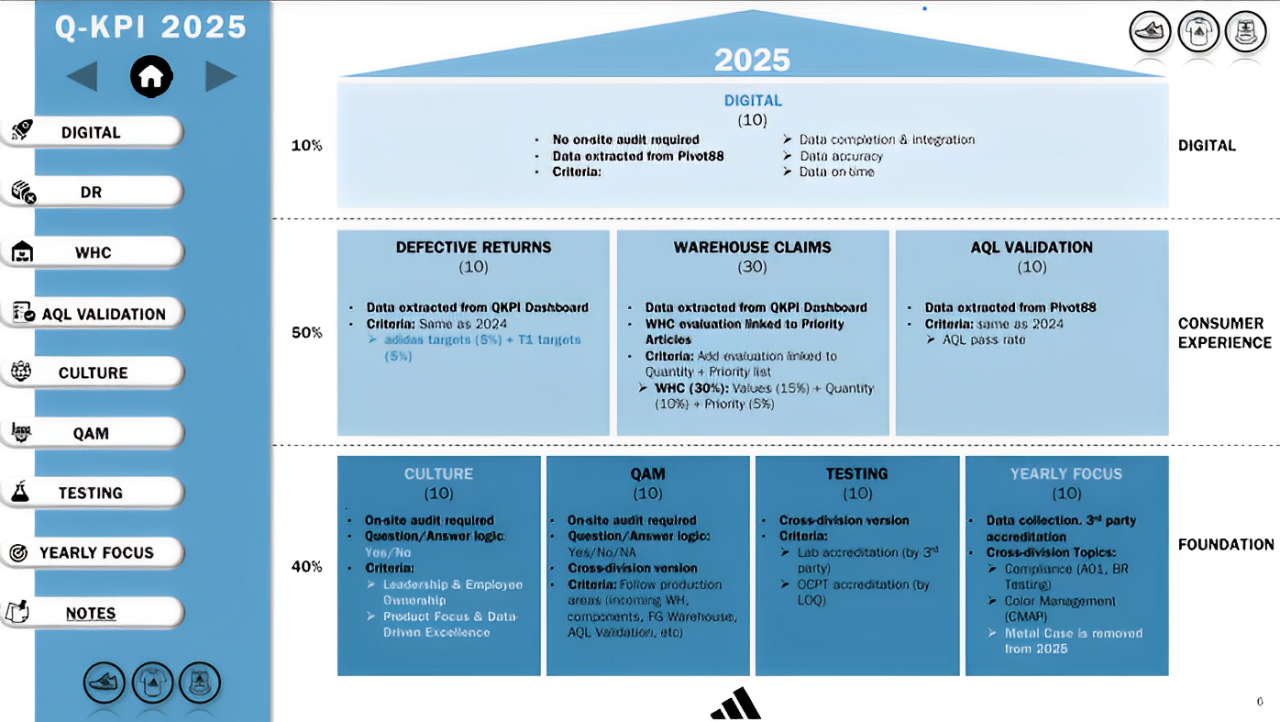 Q-KPI 2025
DIGITAL
DR
WHC
AQL VALIDATION
CULTURE
QAM
TESTING
YEARLY FOCUS
NOTES
2025
10%
DIGITAL
(10)
• No on-site audit required
• Data extracted from Pivot88
• Criteria:
➢ Data completion & integration
➢ Data accuracy
➢ Data on time
DIGITAL
50%
DEFECTIVE RETURNS
(10)
• Data extracted from QKPI Dashboard
• Criteria: Same as 2024
➢ adidas targets (5%) + T1 targets
(5%)
WAREHOUSE CLAIMS
(30)
• Data extracted from QKPI Dashboard
• WHC evaluation linked to Priority
Articles
• Criteria: Add evaluation linked to
Quantity + Priority list
➢ WHC (30%): Values (15%) + Quantity
(10%) + Priority (5%)
AQL VALIDATION
(10)
• Data extracted from Pivot88
• Criteria: same as 2024
➢ AQL pass rate
CONSUMER
EXPERIENCE
40%
CULTURE
(10)
• On-site audit required
• Question/Answer logic:
Yes/No
• Criteria:
➢ Leadership & Employee
Ownership
➢ Product Focus & Data-
Driven Excellence
QAM
(10)
• On-site audit required
• Question/Answer logic:
Yes/No/NA
• Cross-division version
• Criteria: Follow production
areas (incoming WH,
components, FG Warehouse,
AQL Validation, etc)
TESTING
(10)
• Cross-division version
• Criteria:
➢ Lab accreditation (by 3rd
party)
➢ OCPT accreditation (by
LOQ)
YEARLY FOCUS
(10)
• Data collection, 3rd party
accreditation
• Cross-division Topics:
➢ Compliance (A01, BR
Testing)
➢ Color Management
(CMAP)
➢ Metal Case is removed
from 2025
FOUNDATION
6